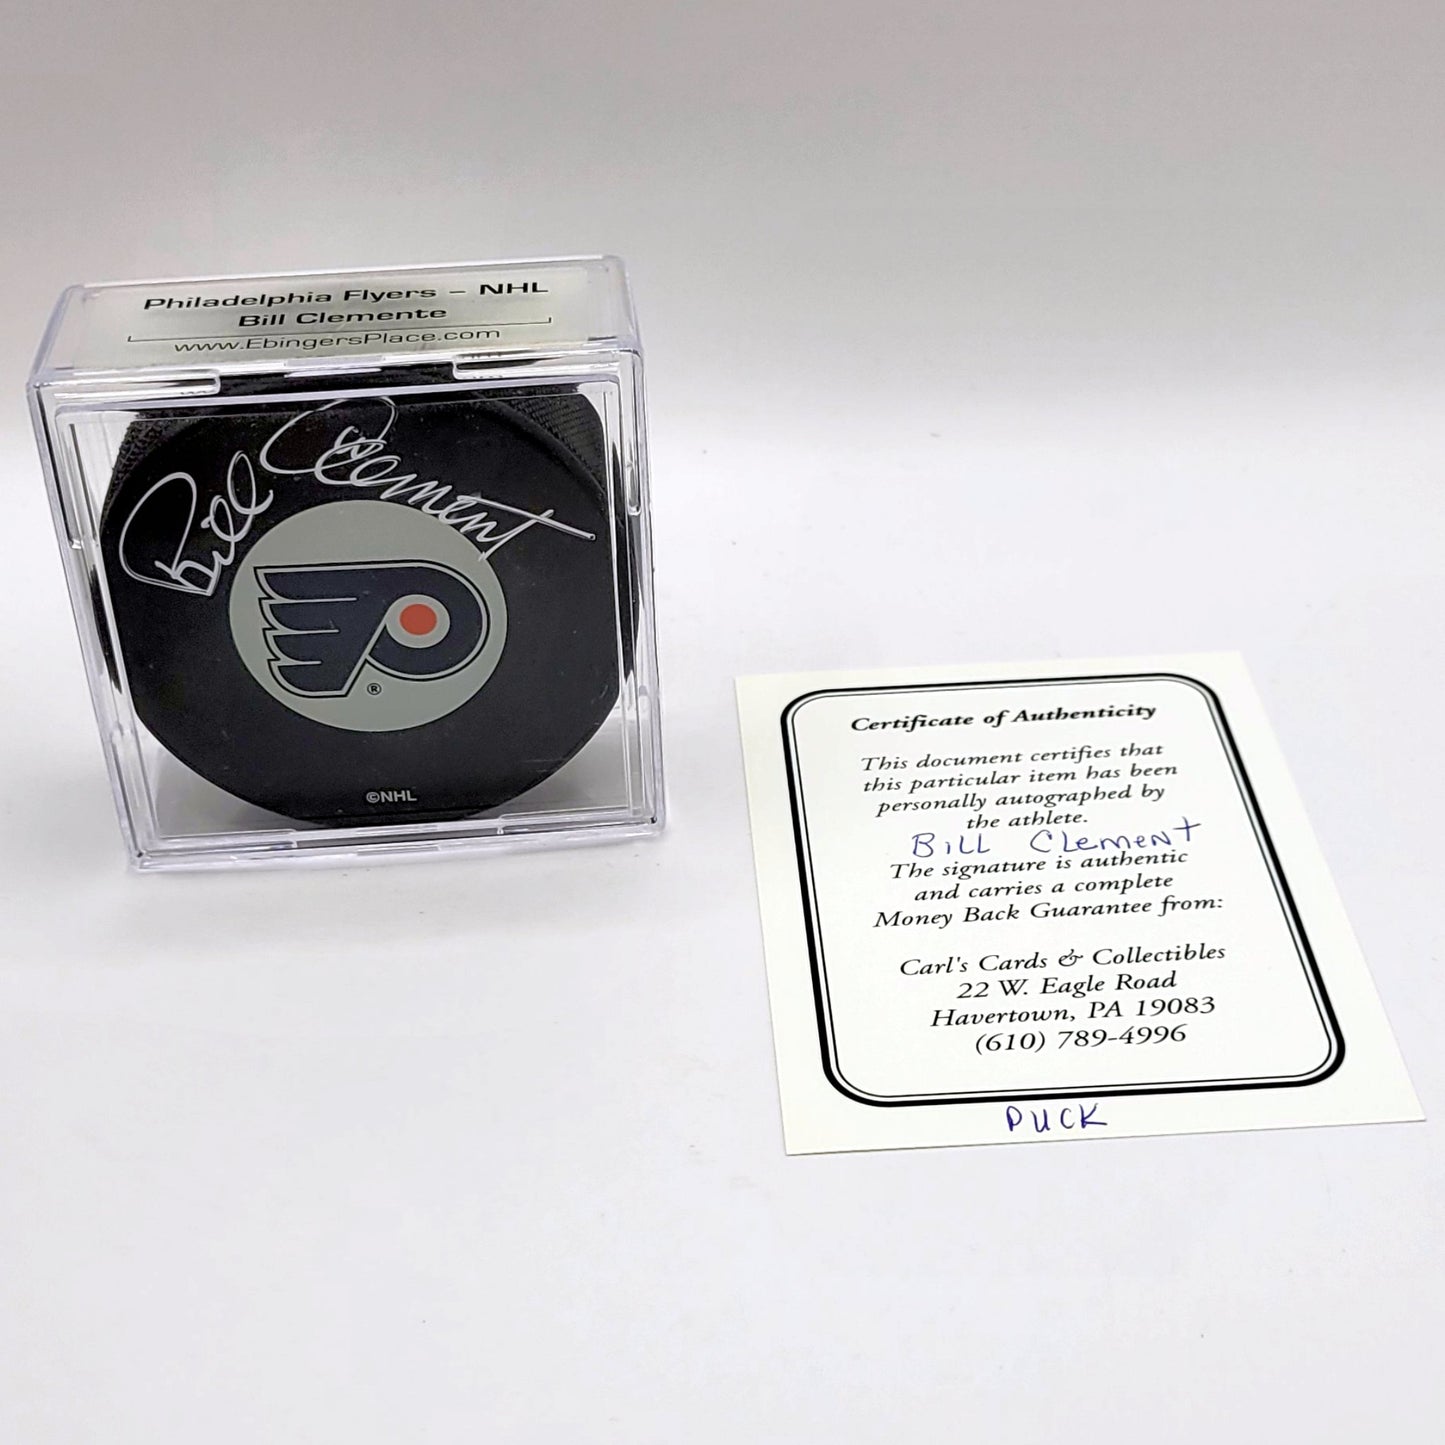 Philadelphia Flyers – NHL
Bill Clemente
www.EbingersPlace.com
Bill Clement
®
©NHL
Certificate of Authenticity
This document certifies that
this particular item has been
personally autographed by
the athlete.
Bill Clement
The signature is authentic
and carries a complete
Money Back Guarantee from:
Carl's Cards & Collectibles
22 W. Eagle Road
Havertown, PA 19083
(610) 789-4996
PUCK